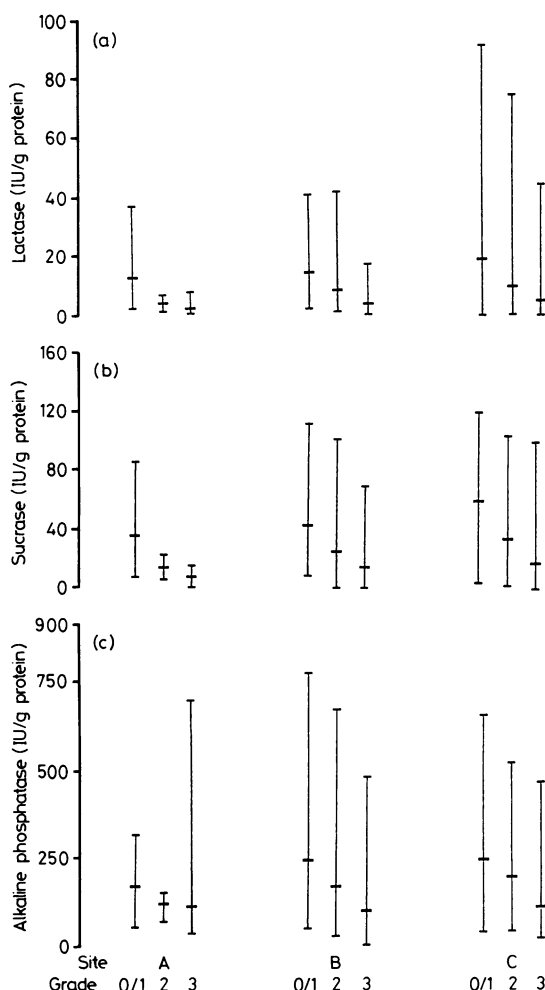 (a)
Lactase (IU/g protein)
100
80
60
40
20
0
(b)
Sucrase (IU/g protein)
160
120
80
40
0
(c)
Alkaline phosphatase (IU/g protein)
900
750
500
250
0
Site A B C
Grade 0/1 2 3 0/1 2 3 0/1 2 3